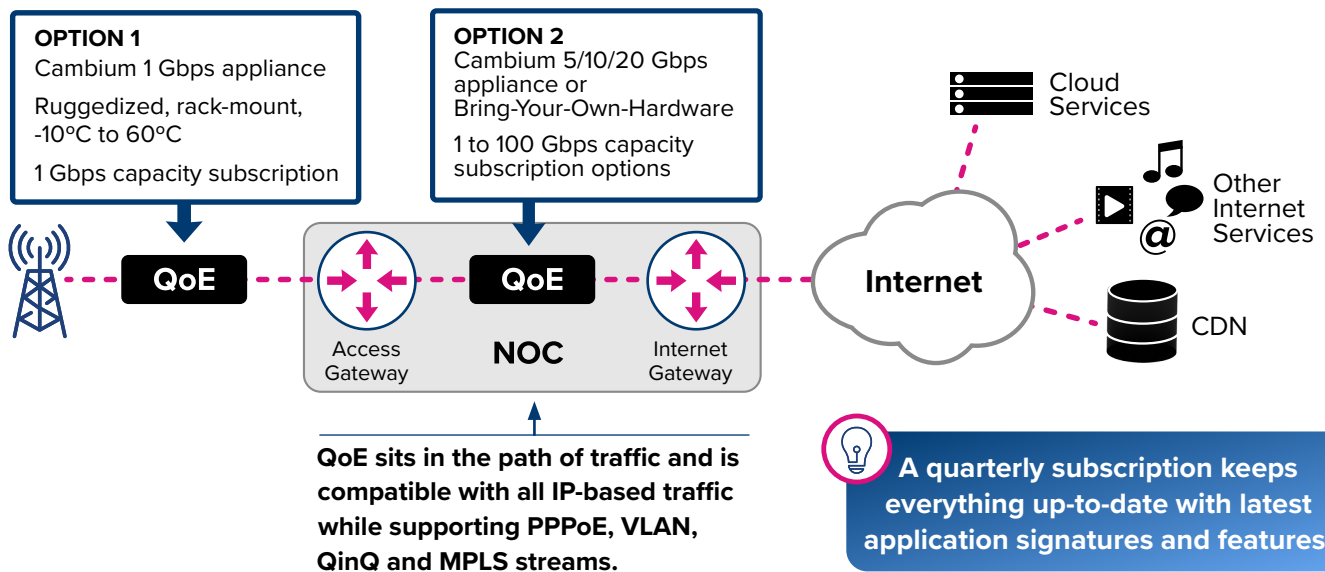 OPTION 1
Cambium 1 Gbps appliance
Ruggedized, rack-mount,
-10ºC to 60ºC
1 Gbps capacity subscription
OPTION 2
Cambium 5/10/20 Gbps
appliance or
Bring-Your-Own-Hardware
1 to 100 Gbps capacity
subscription options
Cloud
Services
Other
Internet
Services
@
QoE
QoE
Internet
CDN
Access
Gateway
NOC
Internet
Gateway
QoE sits in the path of traffic and is
compatible with all IP-based traffic
while supporting PPPoE, VLAN,
QinQ and MPLS streams.
A quarterly subscription keeps
everything up-to-date with latest
application signatures and features